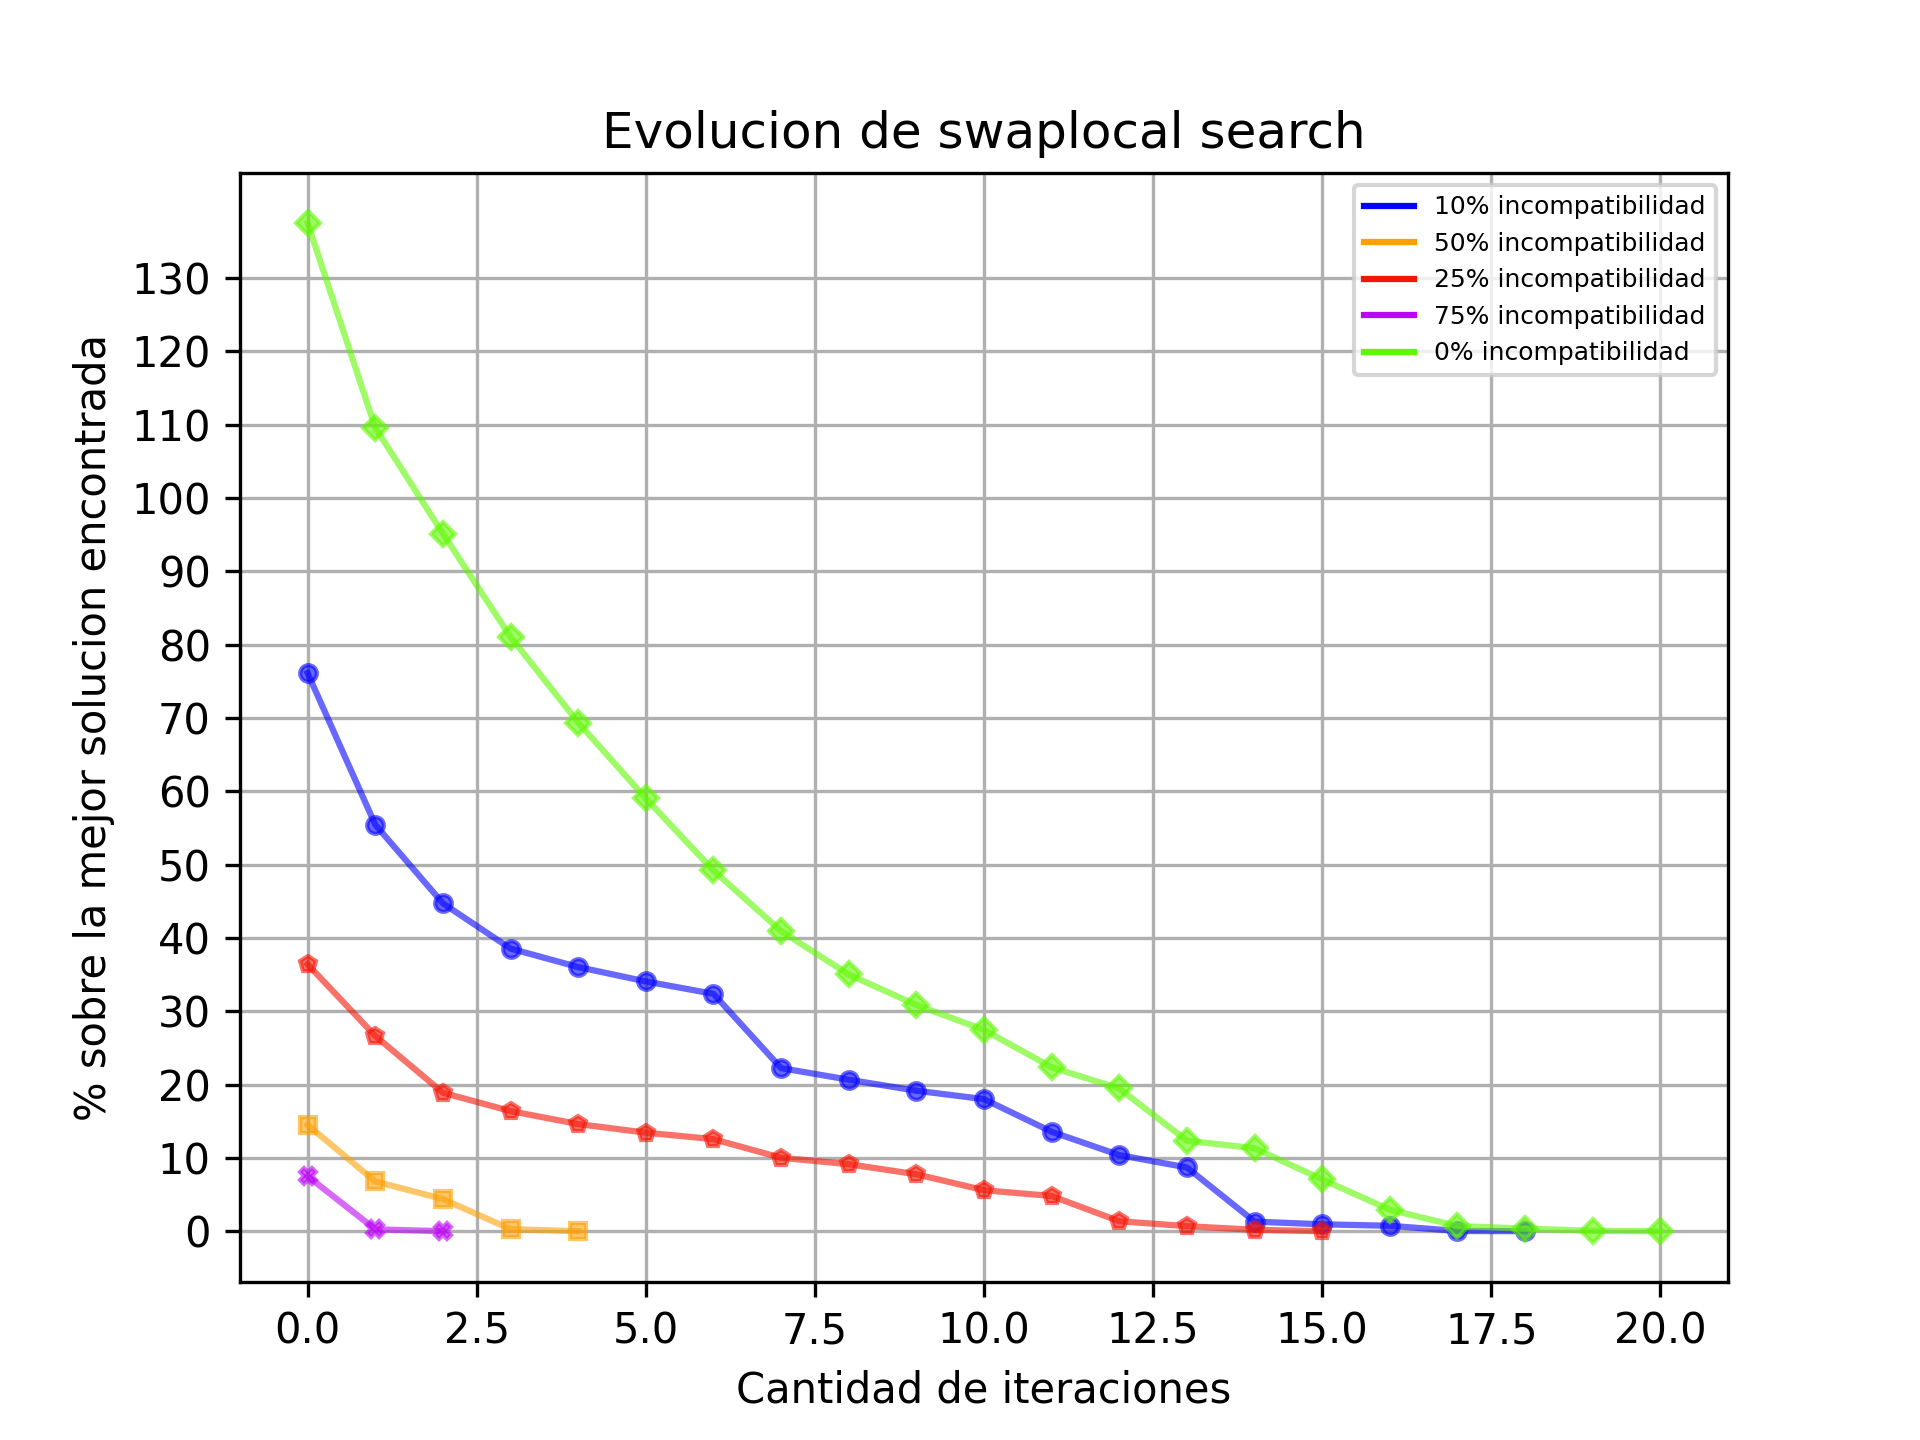 Evolucion de swaplocal search
10% incompatibilidad
50% incompatibilidad
25% incompatibilidad
75% incompatibilidad
0% incompatibilidad
% sobre la mejor solucion encontrada
130
120
110
100
90
80
70
60
50
40
30
20
10
0
0.0 2.5 5.0 7.5 10.0 12.5 15.0 17.5 20.0
Cantidad de iteraciones